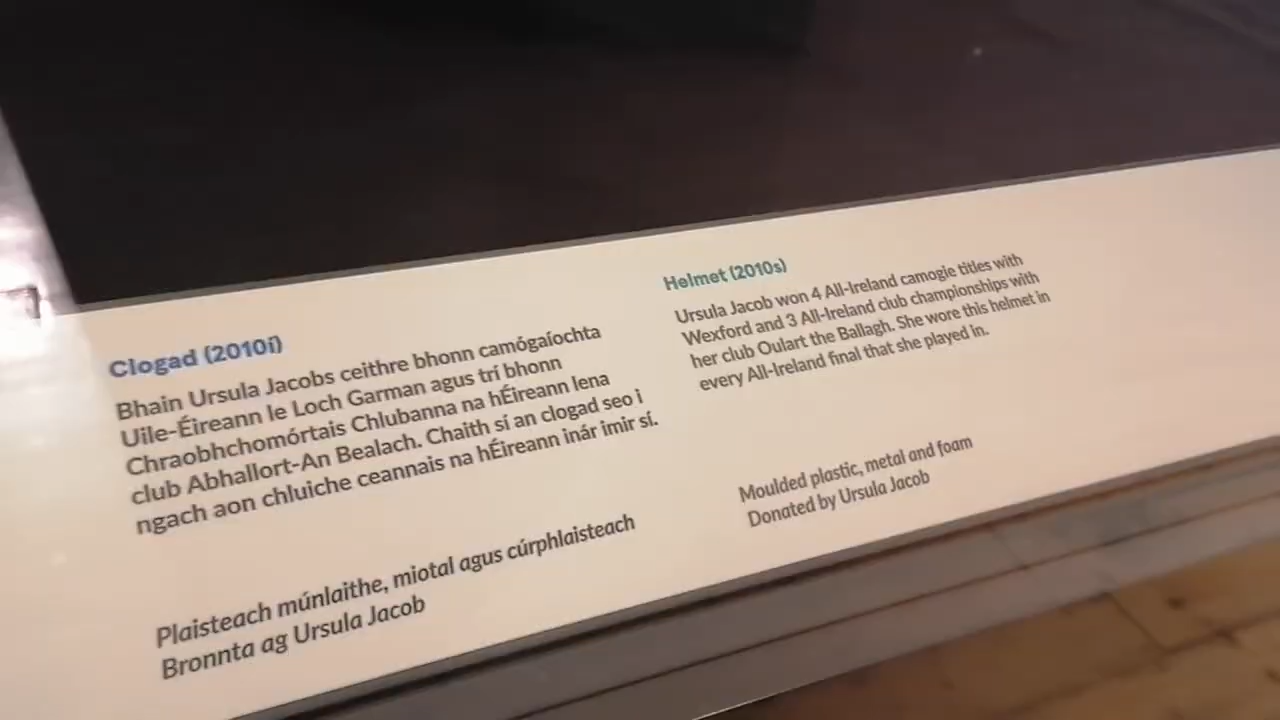 Clogad (2010í)
Bhain Ursula Jacobs ceithre bhonn camógaíochta
Uile-Éireann le Loch Garman agus trí bhonn
Chraobhchomórtais Chlubanna na hÉireann lena
club Abhallort-An Bealach. Chaith sí an clogad seo i
ngach aon chluiche ceannais na hÉireann inár imir sí.
Plaisteach múnlaithe, miotal agus cúrphlaisteach
Bronnta ag Ursula Jacob
Helmet (2010s)
Ursula Jacob won 4 All-Ireland camogie titles with
Wexford and 3 All-Ireland club championships with
her club Oulart the Ballagh. She wore this helmet in
every All-Ireland final that she played in.
Moulded plastic, metal and foam
Donated by Ursula Jacob